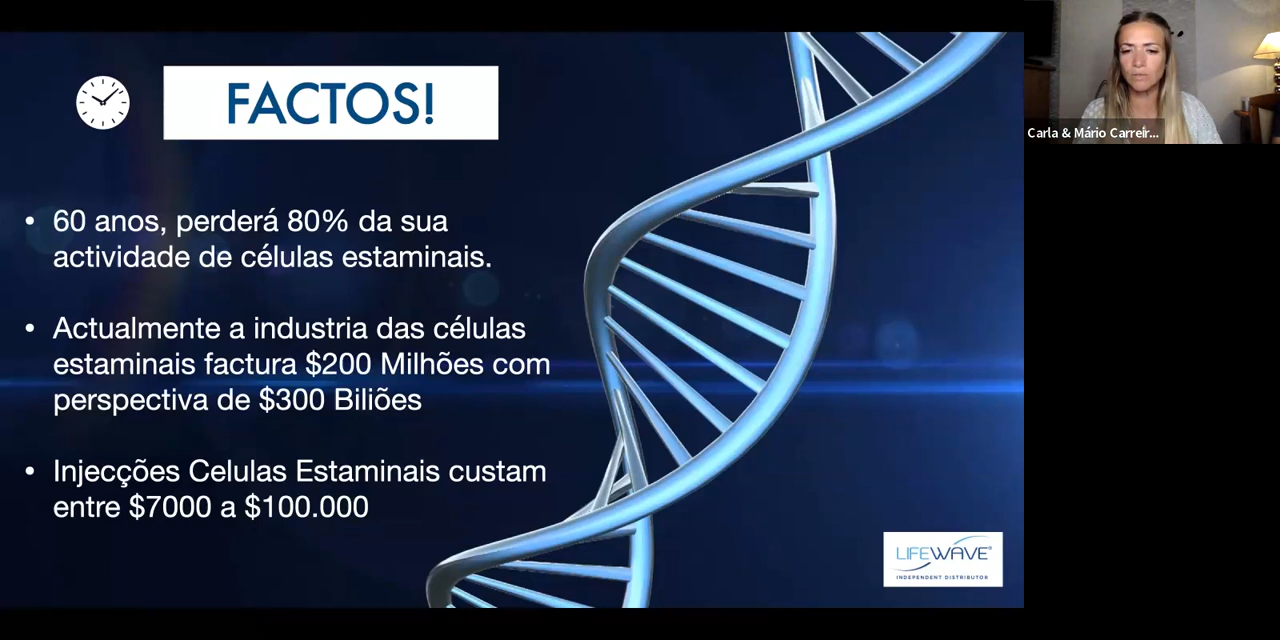 FACTOS!
• 60 anos, perderá 80% da sua
actividade de células estaminais.
• Actualmente a industria das células
estaminais factura $200 Milhões com
perspectiva de $300 Biliões
• Injecções Celulas Estaminais custam
entre $7000 a $100.000
LIFEWAVE®
INDEPENDENT DISTRIBUTOR
Carla & Mário Carreir...